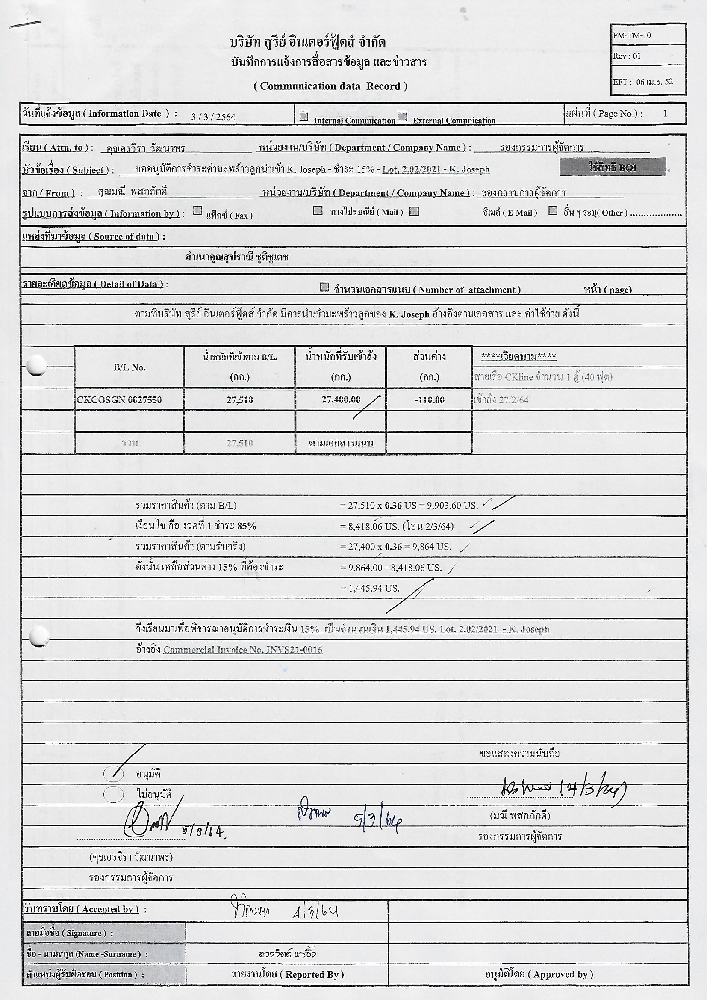 บริษัท สุรีย์ อินเตอร์ฟู้ดส์ จำกัด
บันทึกการแจ้งการสื่อสารข้อมูล และข่าวสาร
( Communication data Record )
FM-TM-10
Rev : 01
EFT : 06 เม.ย. 52
วันที่แจ้งข้อมูล ( Information Date ) : 3 / 3 / 2564 Internal Comunication External Comunication แผ่นที่ ( Page No.) : 1
เรียน ( Attn. to ) : คุณอรจิรา วัฒนาพร หน่วยงาน/บริษัท ( Department / Company Name ) : รองกรรมการผู้จัดการ
หัวข้อเรื่อง ( Subject ) : ขออนุมัติการชำระค่ามะพร้าวลูกนำเข้า K. Joseph - ชำระ 15% - Lot. 2.02/2021 - K. Joseph ใช้สิทธิ BOI
จาก ( From ) : คุณมณี พสกภักดี หน่วยงาน/บริษัท ( Department / Company Name ) : รองกรรมการผู้จัดการ
รูปแบบการส่งข้อมูล ( Information by ) : แฟ๊กซ์ ( Fax ) ทางไปรษณีย์ ( Mail ) อีเมล์ ( E-Mail ) อื่น ๆ ระบุ( Other ) ...................
แหล่งที่มาข้อมูล ( Source of data ) :
สำเนาคุณสุปราณี ชุติชูเดช
รายละเอียดข้อมูล ( Detail of Data ) : จำนวนเอกสารแนบ ( Number of attachment ) หน้า ( page)
ตามที่บริษัท สุรีย์ อินเตอร์ฟู้ดส์ จำกัด มีการนำเข้ามะพร้าวลูกของ K. Joseph อ้างอิงตามเอกสาร และ ค่าใช้จ่าย ดังนี้
B/L No. น้ำหนักที่เข้าตาม B/L. (กก.) น้ำหนักที่รับเข้าล้ง (กก.) ส่วนต่าง (กก.) ****เวียดนาม****
สายเรือ CKline จำนวน 1 ตู้ (40 ฟุต)
CKCOSGN 0027550 27,510 27,400.00 -110.00 เข้าล้ง 27/2/64
รวม 27,510 ตามเอกสารแนบ
รวมราคาสินค้า (ตาม B/L) = 27,510 x 0.36 US = 9,903.60 US.
เงื่อนไข คือ งวดที่ 1 ชำระ 85% = 8,418.06 US. (โอน 2/3/64)
รวมราคาสินค้า (ตามรับจริง) = 27,400 x 0.36 = 9,864 US.
ดังนั้น เหลือส่วนต่าง 15% ที่ต้องชำระ = 9,864.00 - 8,418.06 US.
= 1,445.94 US.
จึงเรียนมาเพื่อพิจารณาอนุมัติการชำระเงิน 15% เป็นจำนวนเงิน 1,445.94 US. Lot. 2.02/2021 - K. Joseph
อ้างอิง Commercial Invoice No. INVS21-0016
ขอแสดงความนับถือ
อนุมัติ
ไม่อนุมัติ
(4/3/64)
5/3/64.
5/3/64
(มณี พสกภักดี)
รองกรรมการผู้จัดการ
(คุณอรจิรา วัฒนาพร)
รองกรรมการผู้จัดการ
รับทราบโดย ( Accepted by ) : 4/3/64
ลายมือชื่อ ( Signature ) :
ชื่อ - นามสกุล (Name -Surname ) : ดวงจิตต์ แซ่อึ้ง
ตำแหน่งผู้รับผิดชอบ ( Position ) : รายงานโดย ( Reported By ) อนุมัติโดย ( Approved by )